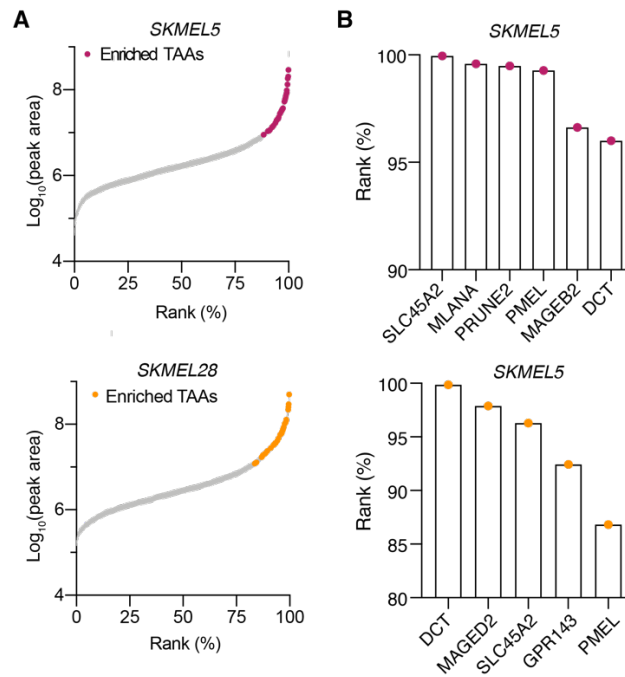 A
SKMEL5
Enriched TAAs
Log10(peak area)
8
6
4
0
25
50
75
100
Rank (%)
SKMEL28
Enriched TAAs
Log10(peak area)
8
6
4
0
25
50
75
100
Rank (%)
B
SKMEL5
Rank (%)
100
95
90
SLC45A2
MLANA
PRUNE2
PMEL
MAGEB2
DCT
SKMEL5
Rank (%)
100
95
90
85
80
DCT
MAGED2
SLC45A2
GPR143
PMEL